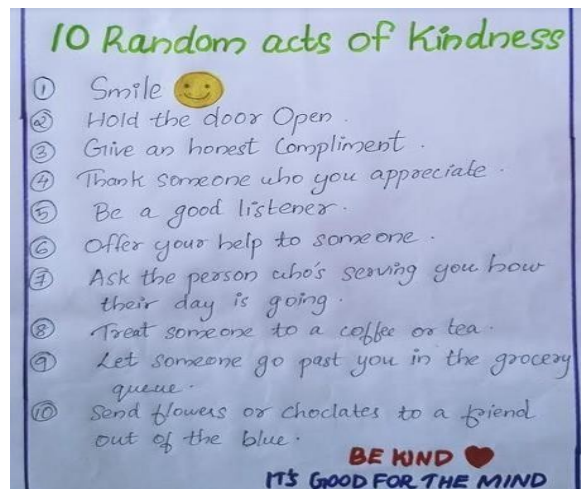 10 Random acts of Kindness
① Smile
② Hold the door Open.
③ Give an honest Compliment.
④ Thank someone who you appreciate.
⑤ Be a good listener.
⑥ Offer your help to someone.
⑦ Ask the person who's serving you how
their day is going.
⑧ Treat someone to a coffee or tea.
⑨ Let someone go past you in the grocery
queue.
⑩ Send flowers or choclates to a friend
out of the blue.
BE KIND
IT'S GOOD FOR THE MIND